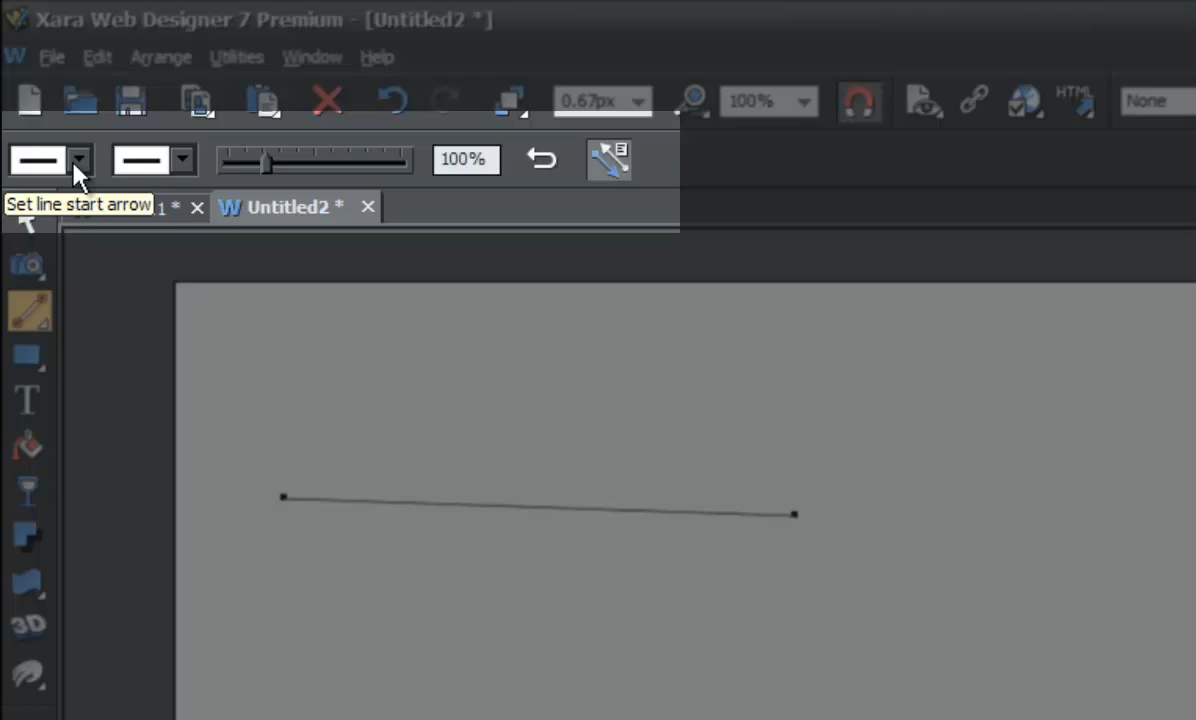 Xara Web Designer 7 Premium - [Untitled2 *]
File Edit Arrange Utilities Window Help
0.67px 100% HTML None
100%
Set line start arrow 1 * Untitled2 *
T
3D